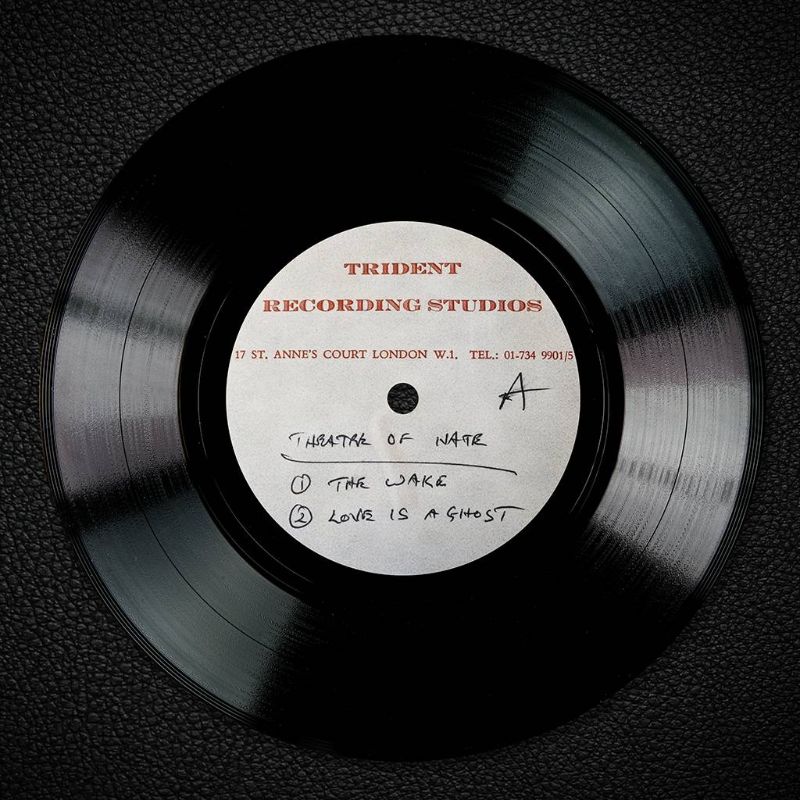 TRIDENT
RECORDING STUDIOS
17 ST. ANNE'S COURT LONDON W.1. TEL.: 01-734 9901/5
A
THEATRE OF HATE
① THE WAKE
② LOVE IS A GHOST